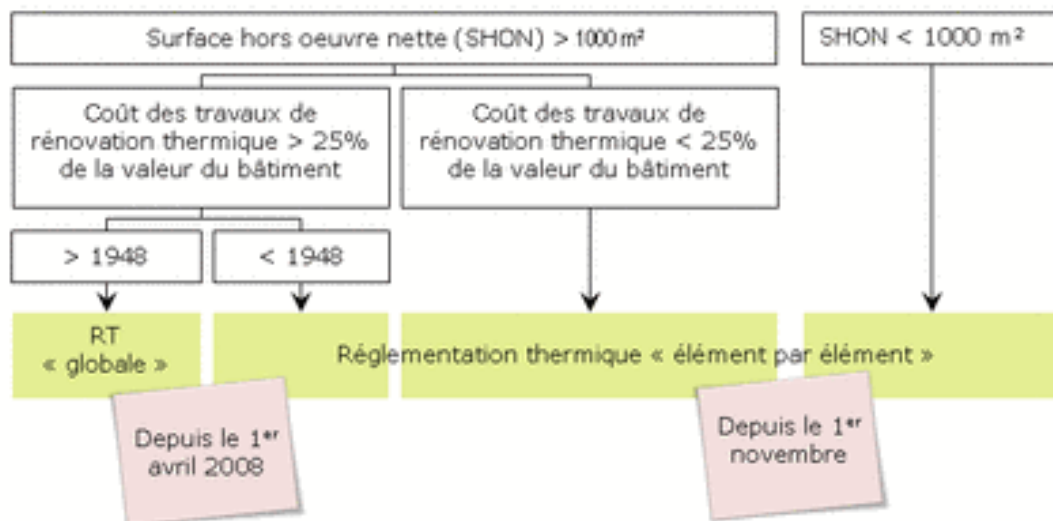 Surface hors oeuvre nette (SHON) > 1000 m²
SHON < 1000 m²
Coût des travaux de
rénovation thermique > 25%
de la valeur du bâtiment
Coût des travaux de
rénovation thermique < 25%
de la valeur du bâtiment
> 1948
< 1948
RT
« globale »
Réglementation thermique « élément par élément »
Depuis le 1er
avril 2008
Depuis le 1er
novembre